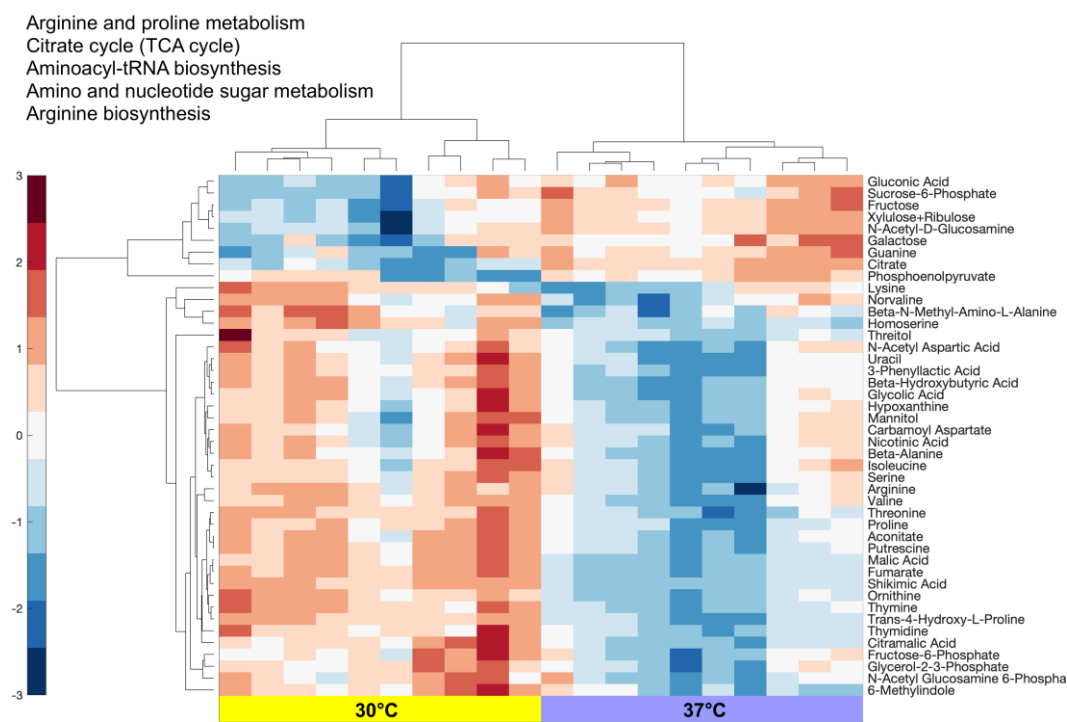 Arginine and proline metabolism
Citrate cycle (TCA cycle)
Aminoacyl-tRNA biosynthesis
Amino and nucleotide sugar metabolism
Arginine biosynthesis
3
2
1
0
-1
-2
-3
Gluconic Acid
Sucrose-6-Phosphate
Fructose
Xylulose+Ribulose
N-Acetyl-D-Glucosamine
Galactose
Guanine
Citrate
Phosphoenolpyruvate
Lysine
Norvaline
Beta-N-Methyl-Amino-L-Alanine
Homoserine
Threitol
N-Acetyl Aspartic Acid
Uracil
3-Phenyllactic Acid
Beta-Hydroxybutyric Acid
Glycolic Acid
Hypoxanthine
Mannitol
Carbamoyl Aspartate
Nicotinic Acid
Beta-Alanine
Isoleucine
Serine
Arginine
Valine
Threonine
Proline
Aconitate
Putrescine
Malic Acid
Fumarate
Shikimic Acid
Ornithine
Thymine
Trans-4-Hydroxy-L-Proline
Thymidine
Citramalic Acid
Fructose-6-Phosphate
Glycerol-2-3-Phosphate
N-Acetyl Glucosamine 6-Phospha
6-Methylindole
30°C
37°C